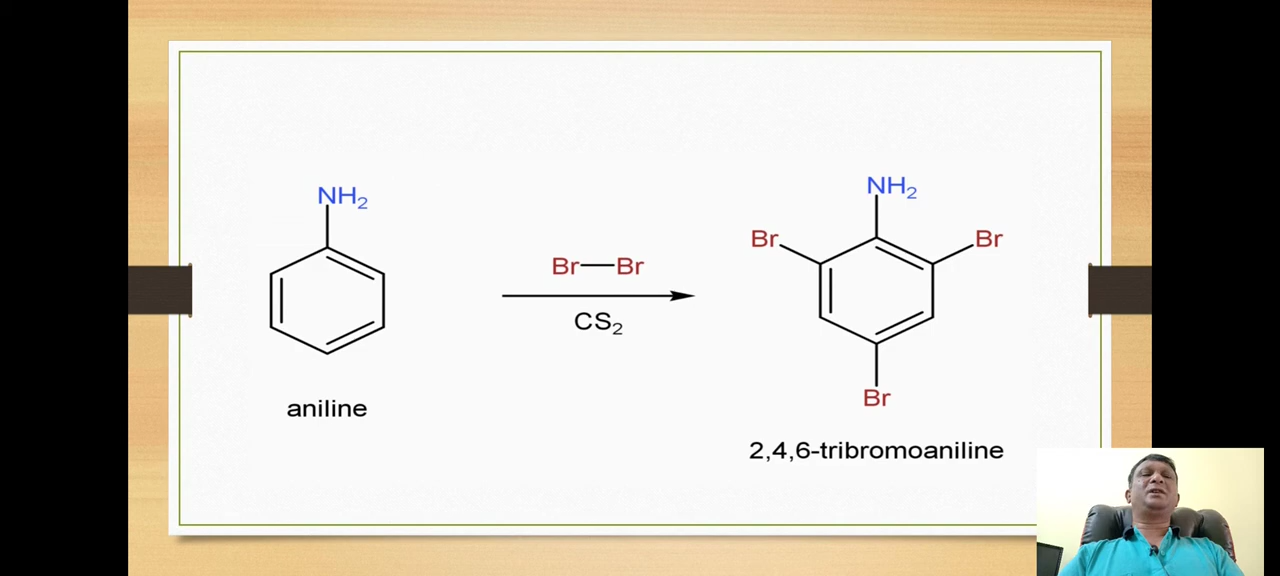 NH2
aniline
Br—Br
CS2
NH2
Br
Br
Br
2,4,6-tribromoaniline